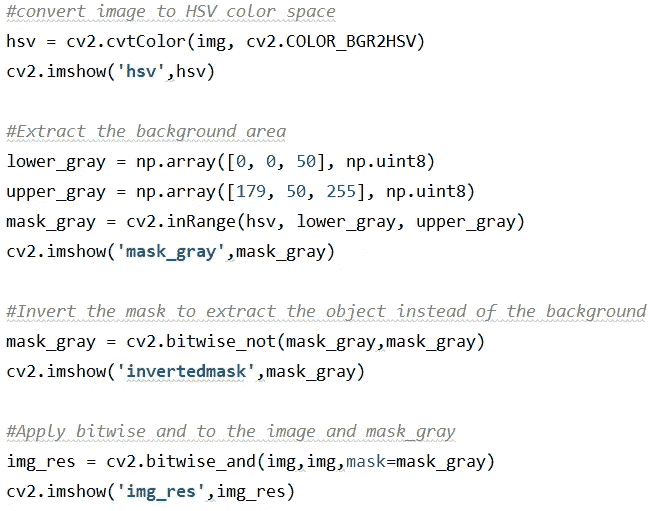 #convert image to HSV color space
hsv = cv2.cvtColor(img, cv2.COLOR_BGR2HSV)
cv2.imshow('hsv',hsv)
#Extract the background area
lower_gray = np.array([0, 0, 50], np.uint8)
upper_gray = np.array([179, 50, 255], np.uint8)
mask_gray = cv2.inRange(hsv, lower_gray, upper_gray)
cv2.imshow('mask_gray',mask_gray)
#Invert the mask to extract the object instead of the background
mask_gray = cv2.bitwise_not(mask_gray,mask_gray)
cv2.imshow('invertedmask',mask_gray)
#Apply bitwise and to the image and mask_gray
img_res = cv2.bitwise_and(img,img,mask=mask_gray)
cv2.imshow('img_res',img_res)